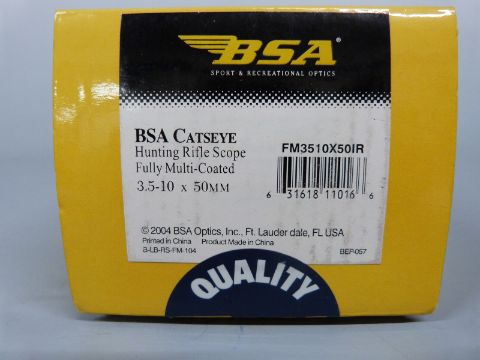 BSA®
SPORT & RECREATIONAL OPTICS
BSA CATSEYE
Hunting Rifle Scope
Fully Multi-Coated
3.5-10 x 50MM
FM3510X50IR
6 31618 11016 6
© 2004 BSA Optics, Inc., Ft. Lauder dale, FL USA
Printed in China Product Made in China
B-LB-RS-FM-104
BEP-057
QUALITY